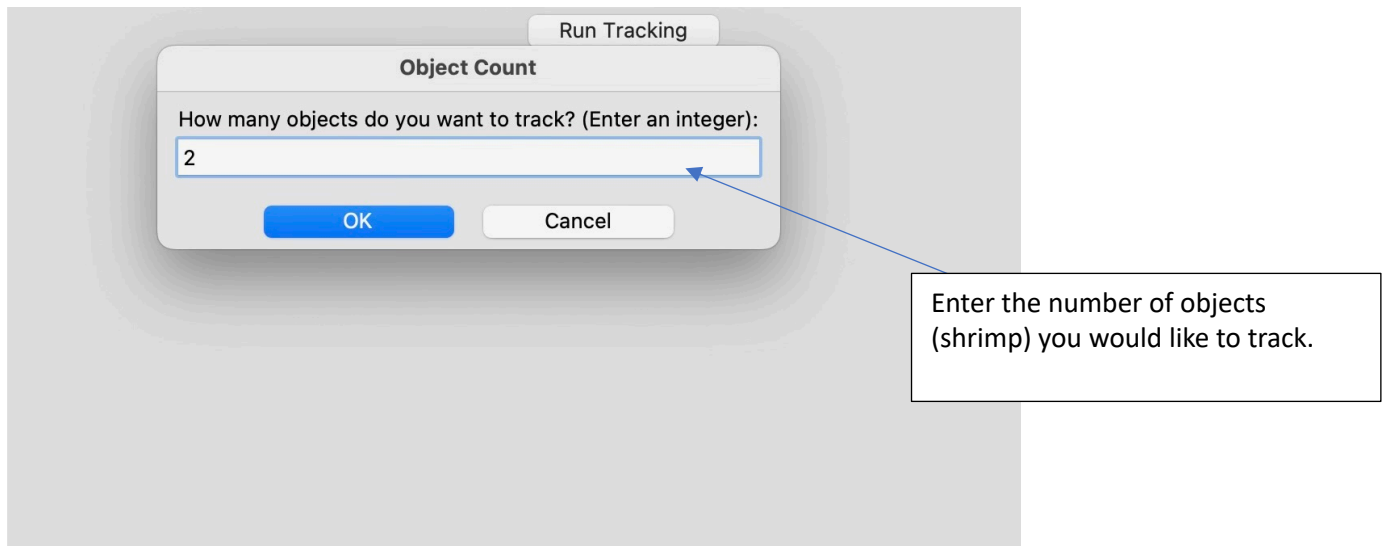 Run Tracking
Object Count
How many objects do you want to track? (Enter an integer):
2
OK
Cancel
Enter the number of objects
(shrimp) you would like to track.